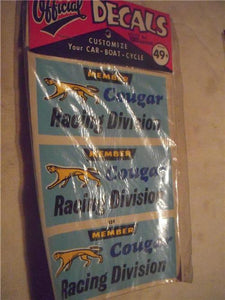 Official
DECALS
CUSTOMIZE
Your CAR - BOAT - CYCLE
49¢
MEMBER
Cougar
Racing Division
MEMBER
Cougar
Racing Division
MEMBER
Cougar
Racing Division